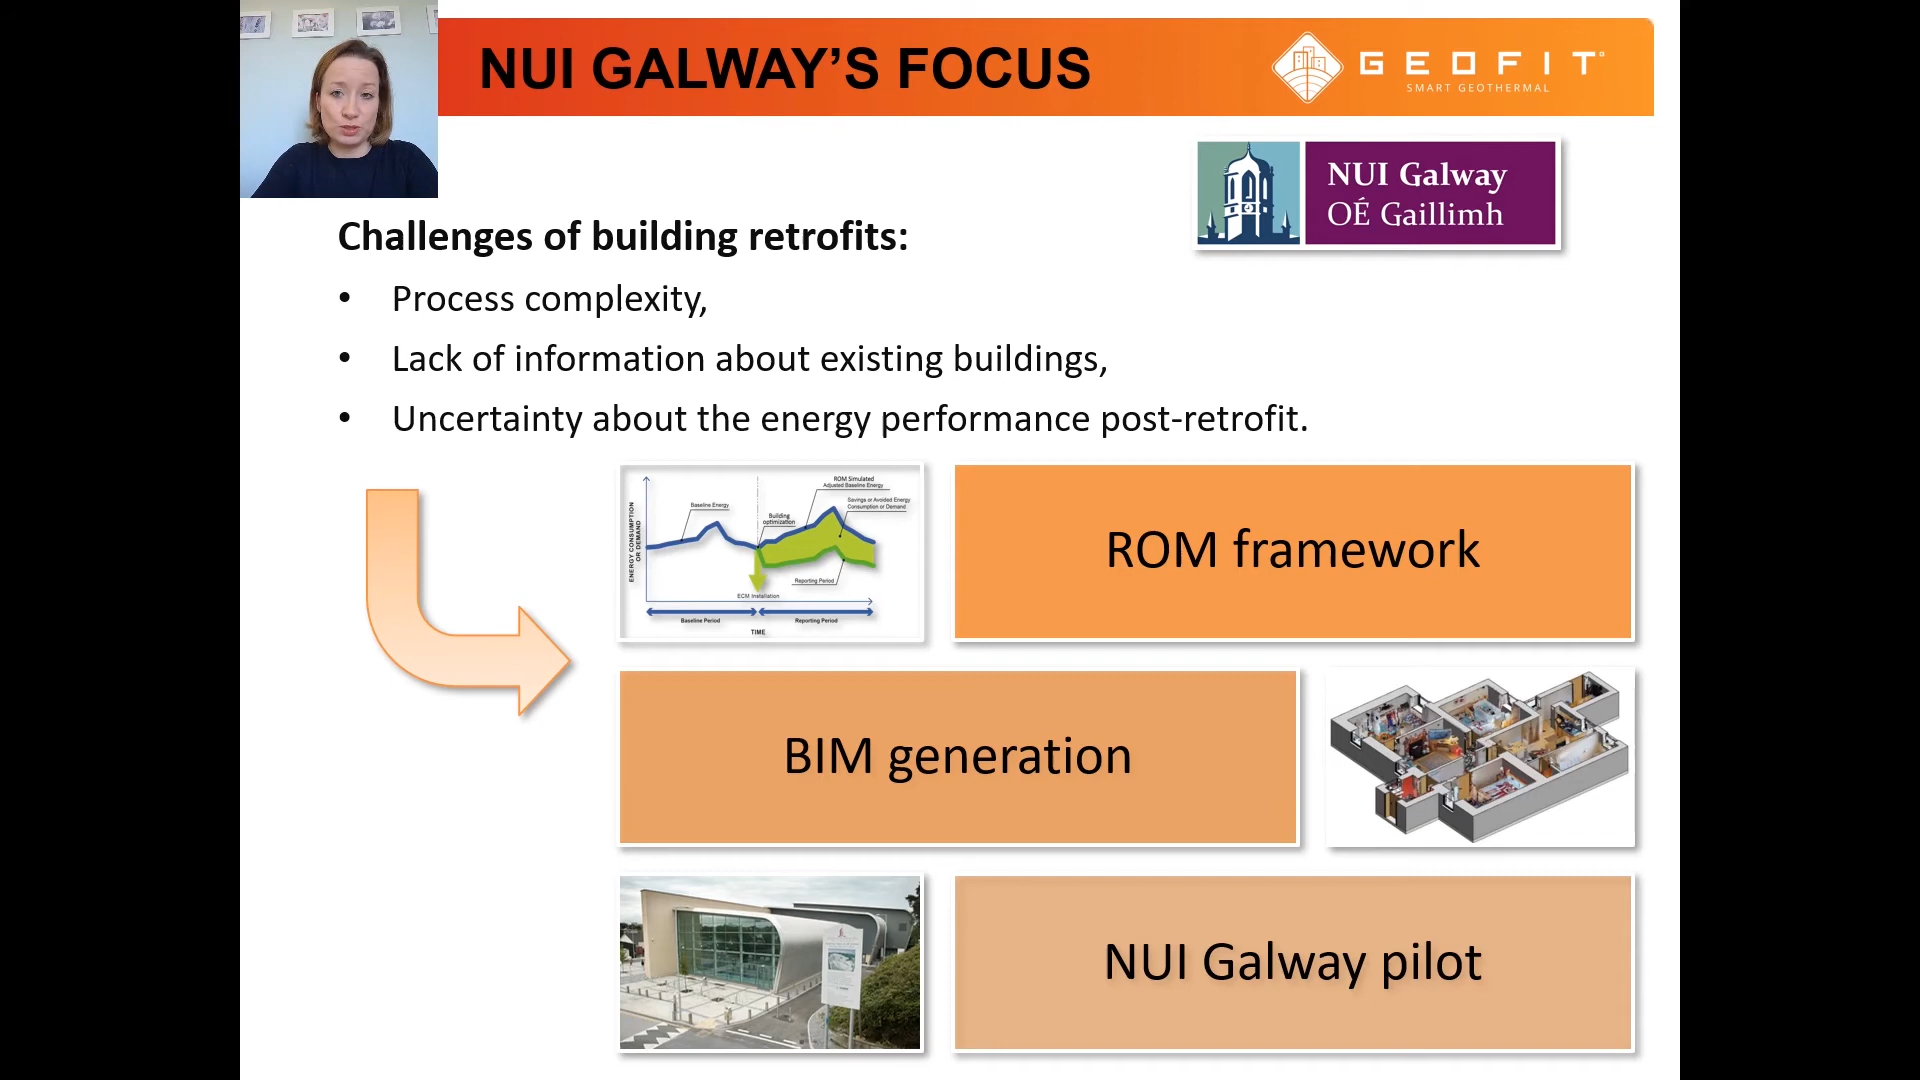 NUI GALWAY’S FOCUS
GEOFIT
SMART GEOTHERMAL
NUI Galway
OÉ Gaillimh
Challenges of building retrofits:
• Process complexity,
• Lack of information about existing buildings,
• Uncertainty about the energy performance post-retrofit.
ENERGY CONSUMPTION
OR DEMAND
Baseline Energy
Building
optimization
ROM Simulated
Adjusted Baseline Energy
Savings or Avoided Energy
Consumption or Demand
Reporting Period
ECM Installation
Baseline Period
Reporting Period
TIME
ROM framework
BIM generation
NUI Galway pilot